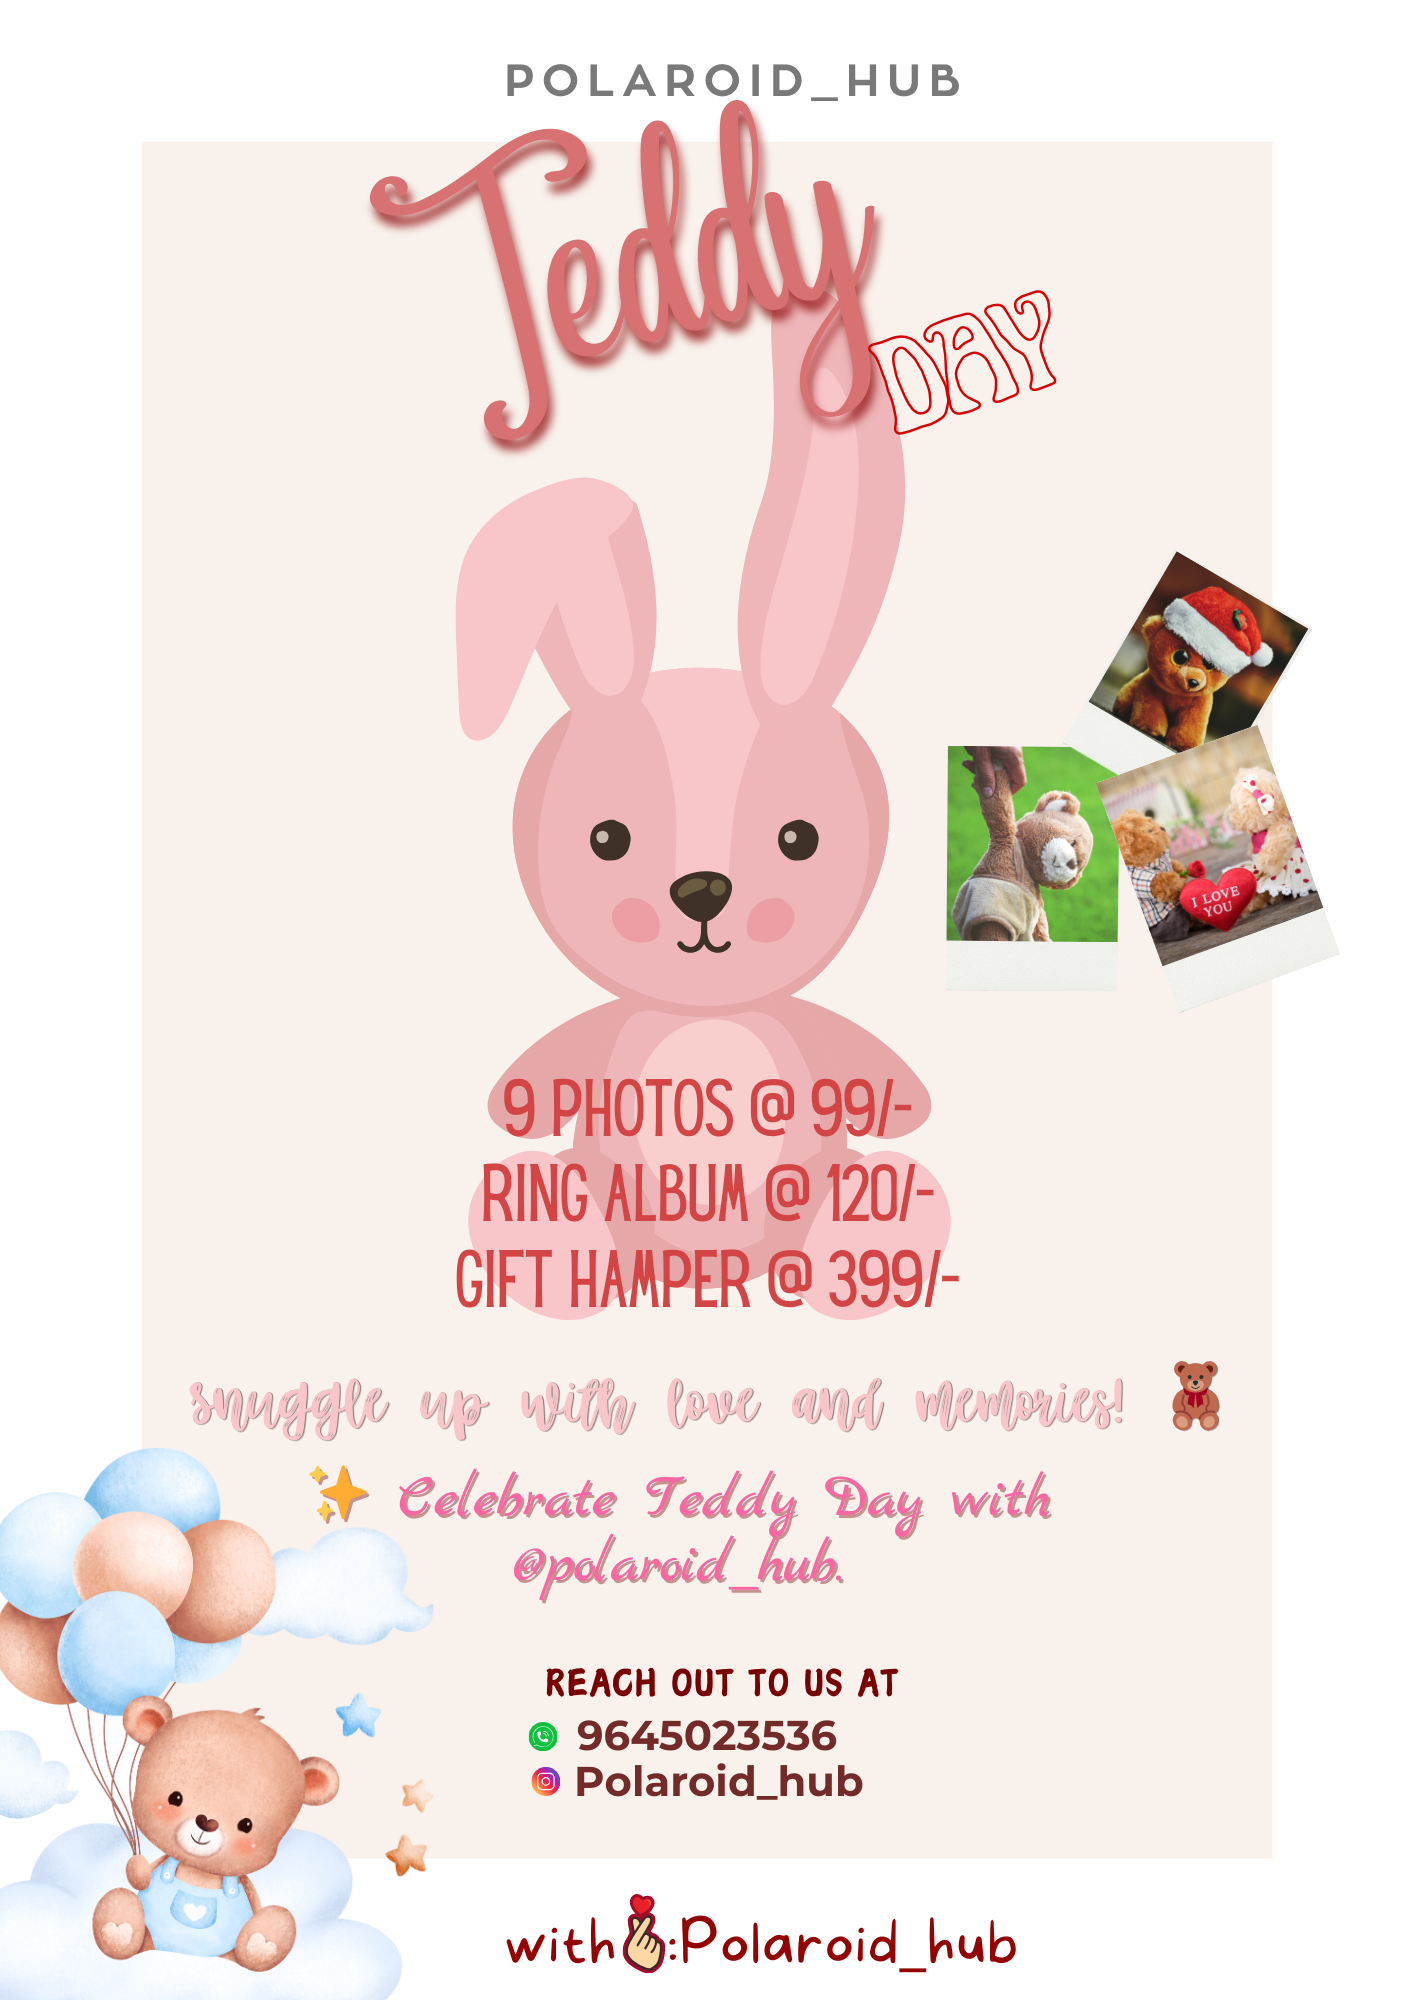 POLAROID_HUB
Teddy
DAY
I LOVE
YOU
9 PHOTOS @ 99/-
RING ALBUM @ 120/-
GIFT HAMPER @ 399/-
snuggle up with love and memories! 🧸
✨ Celebrate Teddy Day with
@polaroid_hub.
REACH OUT TO US AT
9645023536
Polaroid_hub
with🫰:Polaroid_hub